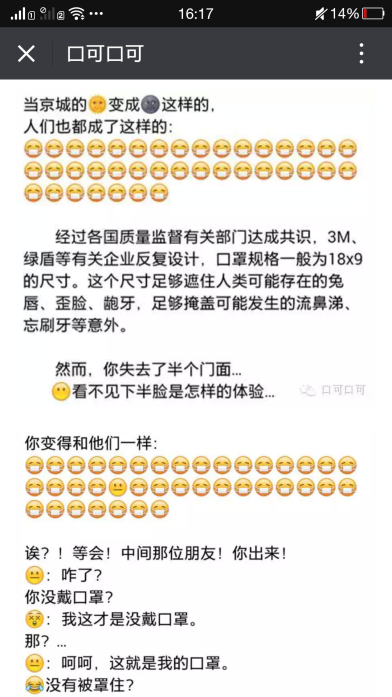 16:17
14%
口可口可
当京城的🌞变成🌚这样的，
人们也都成了这样的：
😷😷😷😷😷😷😷😷😷😷😷😷😷😷😷😷😷😷😷
😷😷😷😷😷😷😷😷😷😷😷😷😷😷😷😷😷😷😷
😷😷😷😷😷😷😷😷
经过各国质量监督有关部门达成共识，3M、
绿盾等有关企业反复设计，口罩规格一般为18x9
的尺寸。这个尺寸足够遮住人类可能存在的兔
唇、歪脸、龅牙，足够掩盖可能发生的流鼻涕、
忘刷牙等意外。
然而，你失去了半个门面...
😶看不见下半脸是怎样的体验...
口可口可
你变得和他们一样：
😷😷😷😷😷😷😷😷😷😷😷😷😷😷😷😷😷😷😷
😷😷😷😷😐😷😷😷😷😷😷😷😷😷😷😷😷😷😷
😷😷😷😷😷😷😷😷
诶？！等会！中间那位朋友！你出来！
😐：咋了？
你没戴口罩？
😲：我这才是没戴口罩。
那？...
😐：呵呵，这就是我的口罩。
😂没有被罩住？